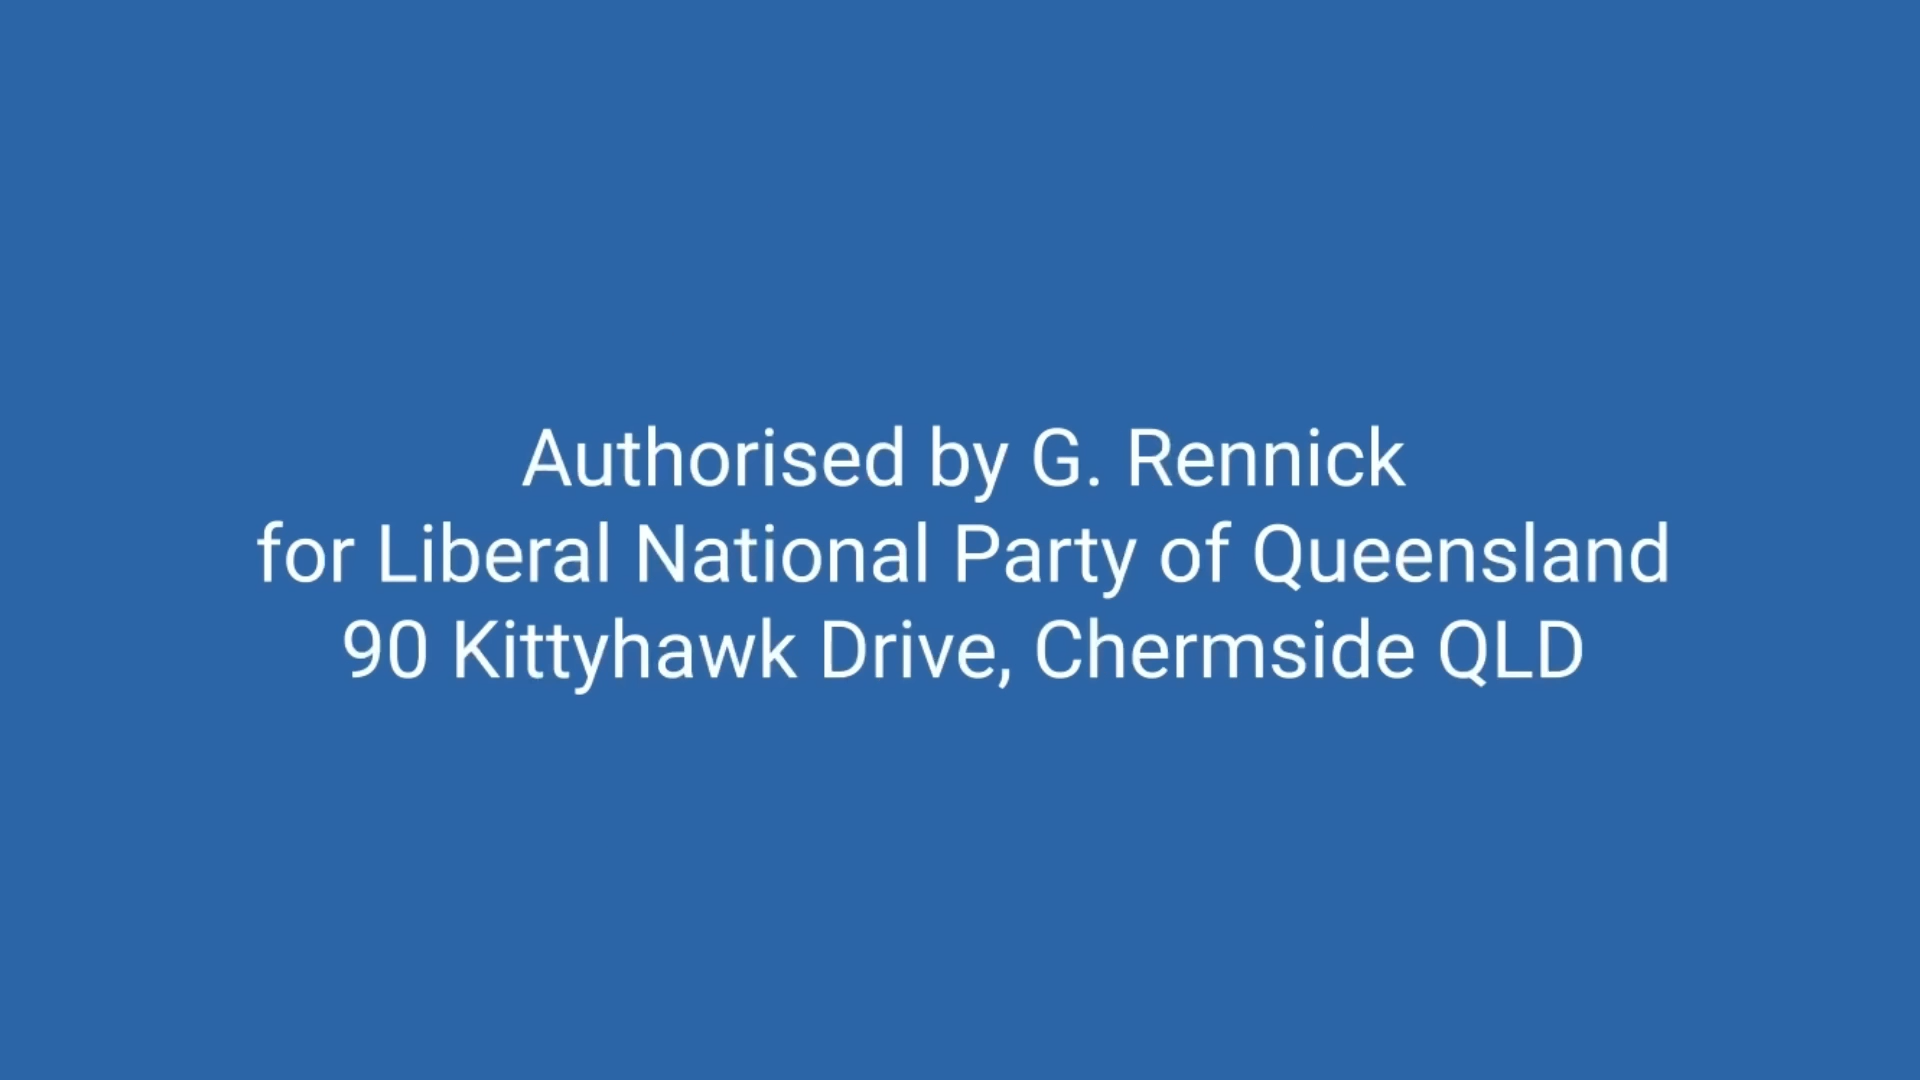 Authorised by G. Rennick
for Liberal National Party of Queensland
90 Kittyhawk Drive, Chermside QLD